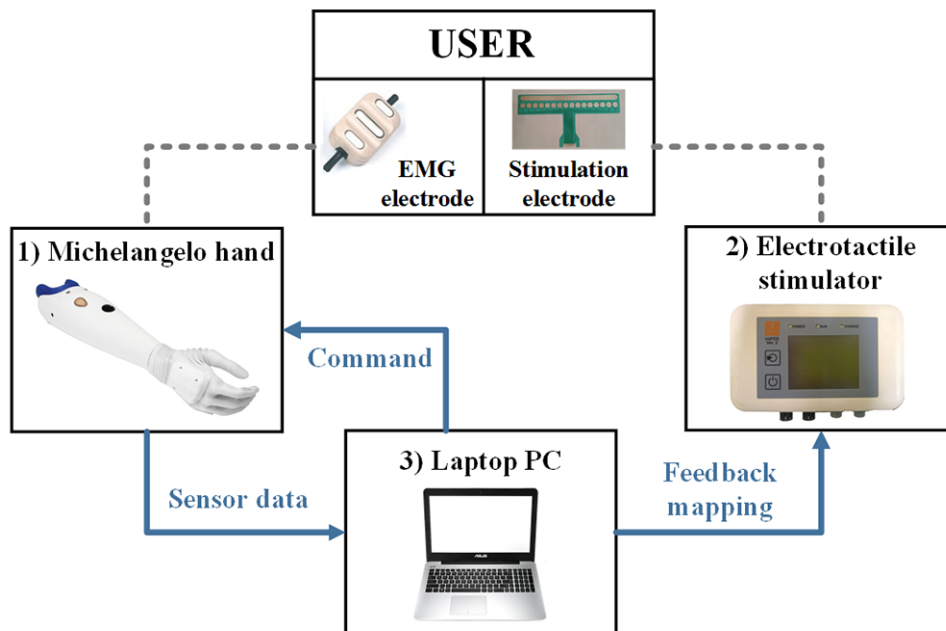 USER
EMG
electrode
Stimulation
electrode
1) Michelangelo hand
2) Electrotactile
stimulator
Command
3) Laptop PC
Sensor data
Feedback
mapping
ASUS